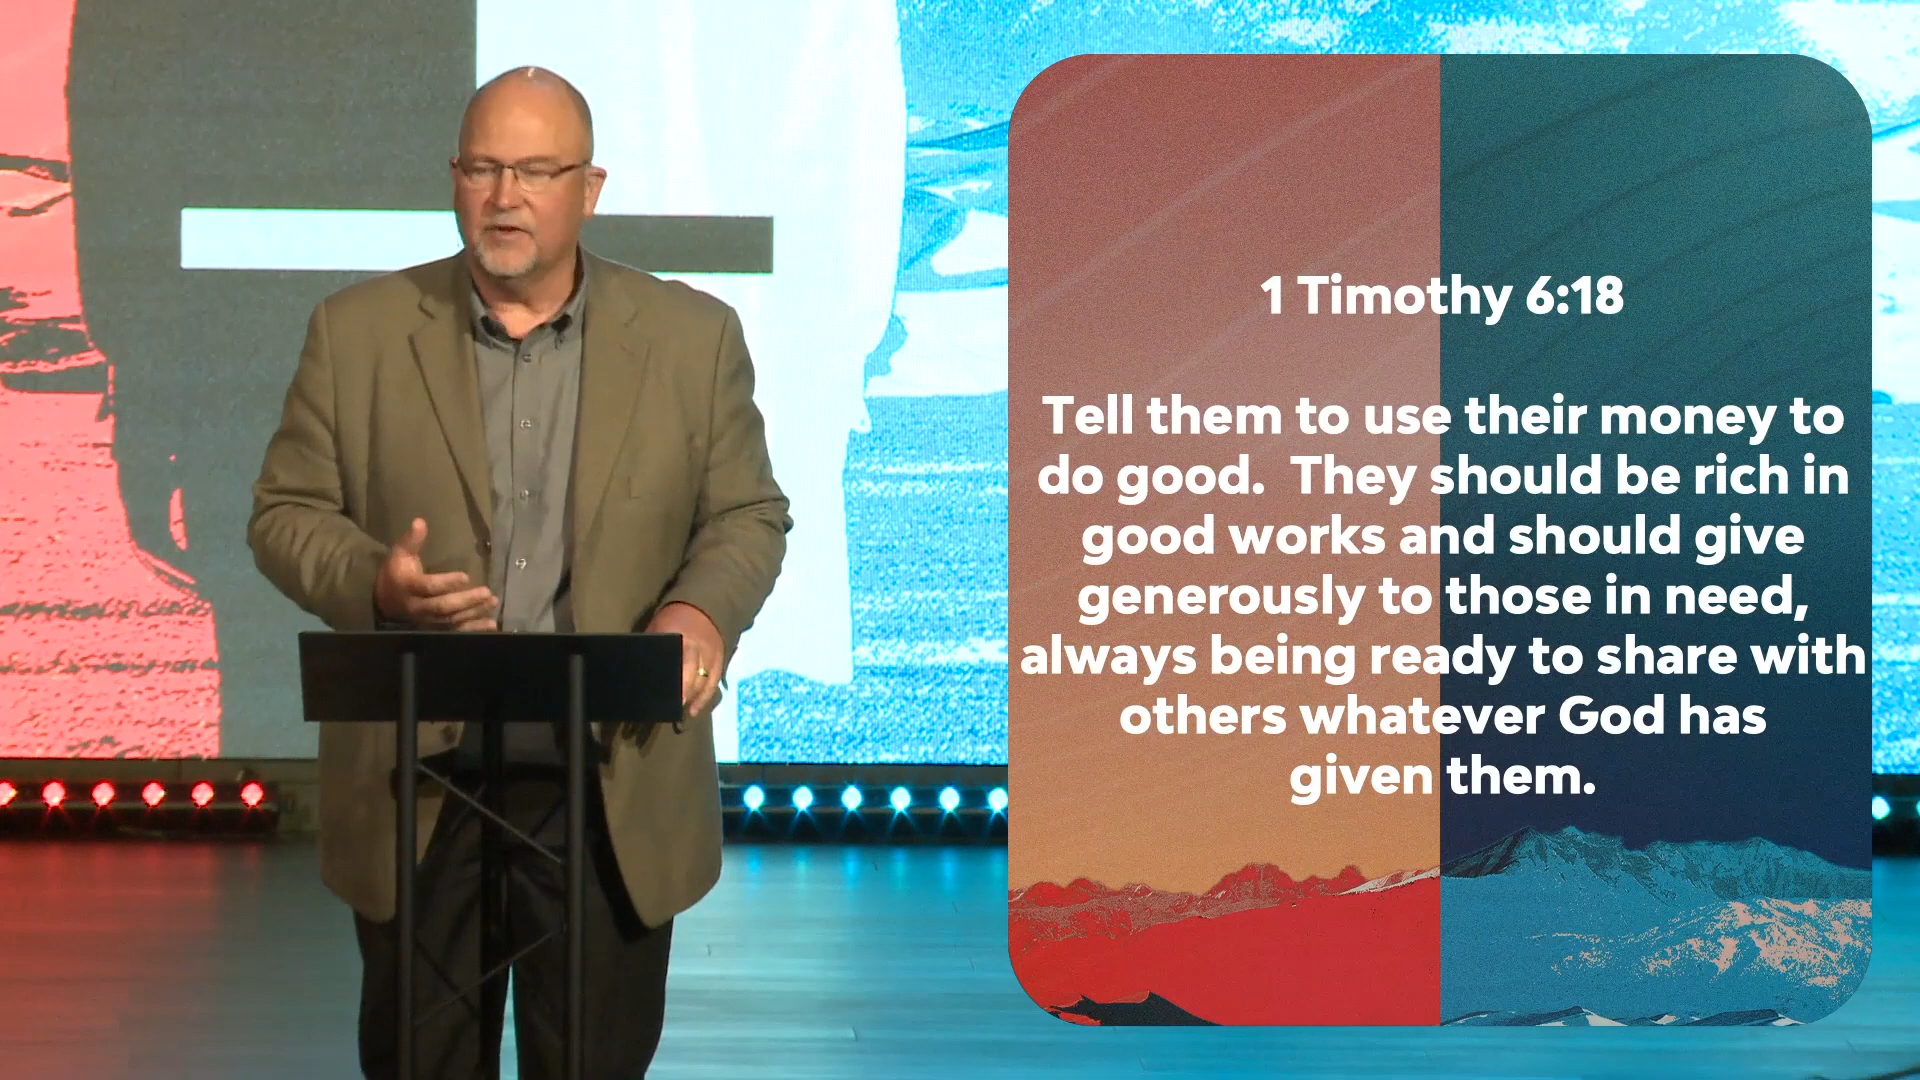 1 Timothy 6:18
Tell them to use their money to
do good.  They should be rich in
good works and should give
generously to those in need,
always being ready to share with
others whatever God has
given them.